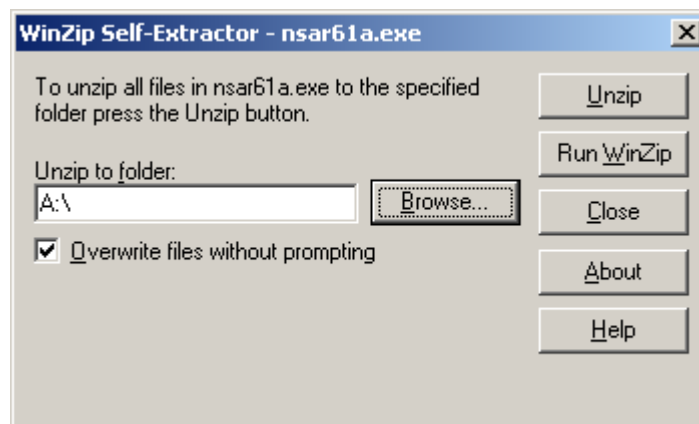 WinZip Self-Extractor - nsar61a.exe
To unzip all files in nsar61a.exe to the specified
folder press the Unzip button.
Unzip to folder:
A:\
Browse...
Overwrite files without prompting
Unzip
Run WinZip
Close
About
Help